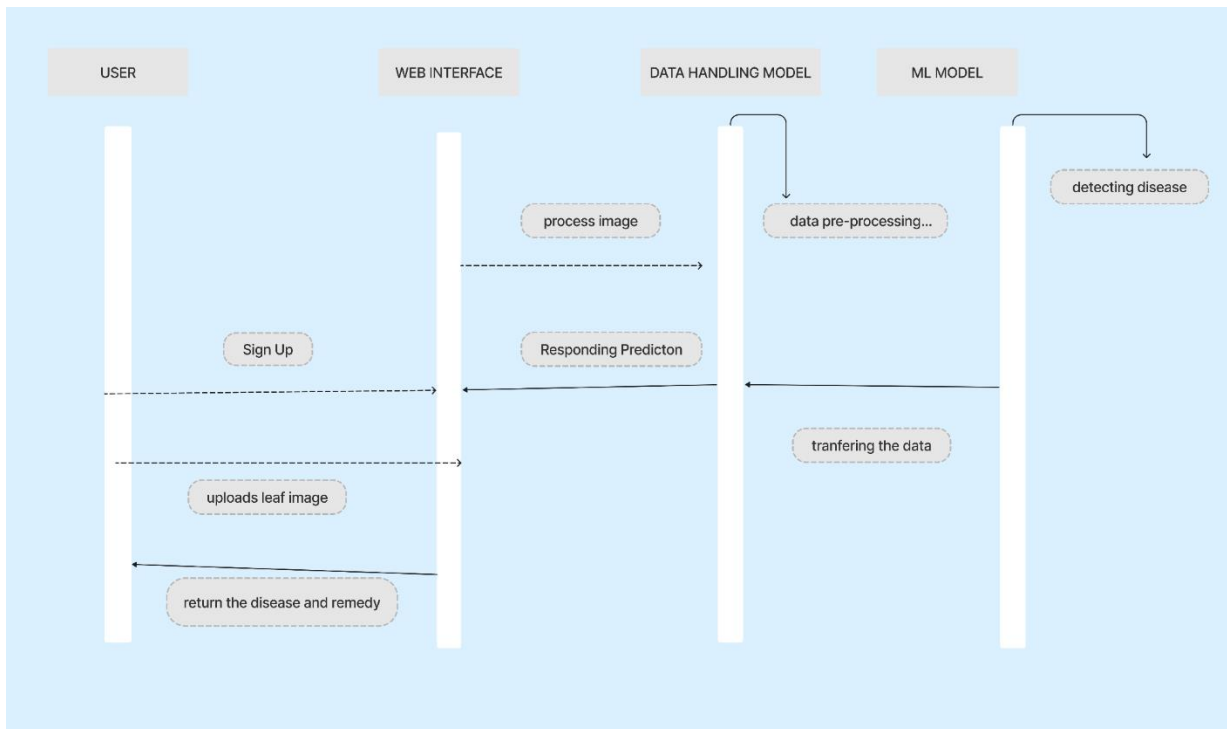 USER
WEB INTERFACE
DATA HANDLING MODEL
ML MODEL
detecting disease
process image
data pre-processing...
Sign Up
Responding Predicton
tranfering the data
uploads leaf image
return the disease and remedy